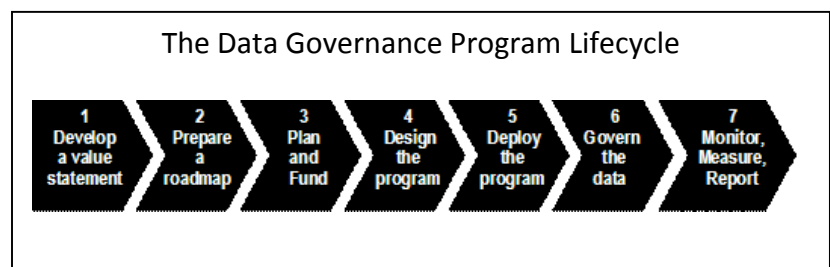 The Data Governance Program Lifecycle
1
Develop
a value
statement
2
Prepare
a
roadmap
3
Plan
and
Fund
4
Design
the
program
5
Deploy
the
program
6
Govern
the
data
7
Monitor,
Measure,
Report